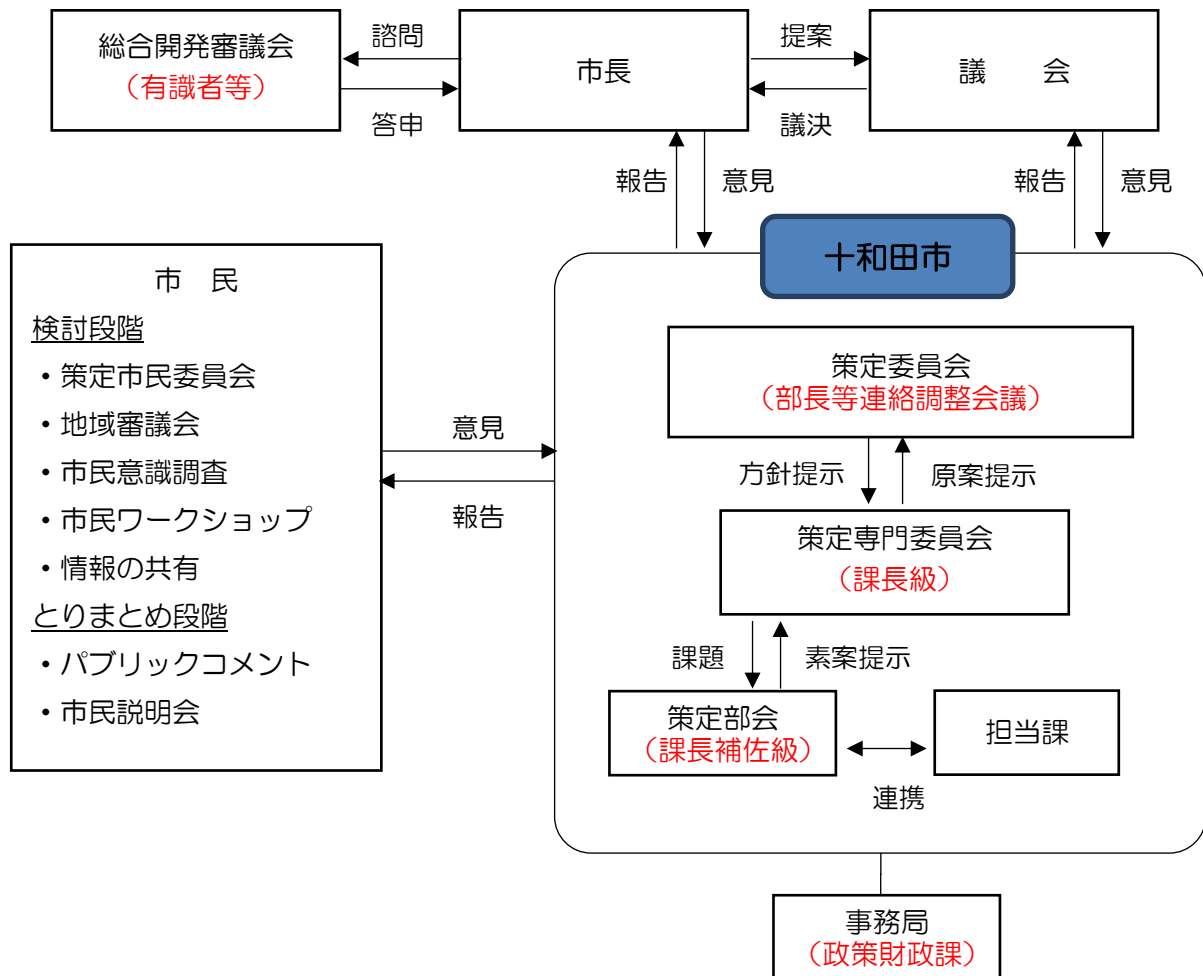 総合開発審議会
（有識者等）
諮問
答申
市長
提案
議決
議　　会
報告
意見
報告
意見
十和田市
市　民
検討段階
・策定市民委員会
・地域審議会
・市民意識調査
・市民ワークショップ
・情報の共有
とりまとめ段階
・パブリックコメント
・市民説明会
意見
報告
策定委員会
（部長等連絡調整会議）
方針提示
原案提示
策定専門委員会
（課長級）
課題
素案提示
策定部会
（課長補佐級）
連携
担当課
事務局
（政策財政課）